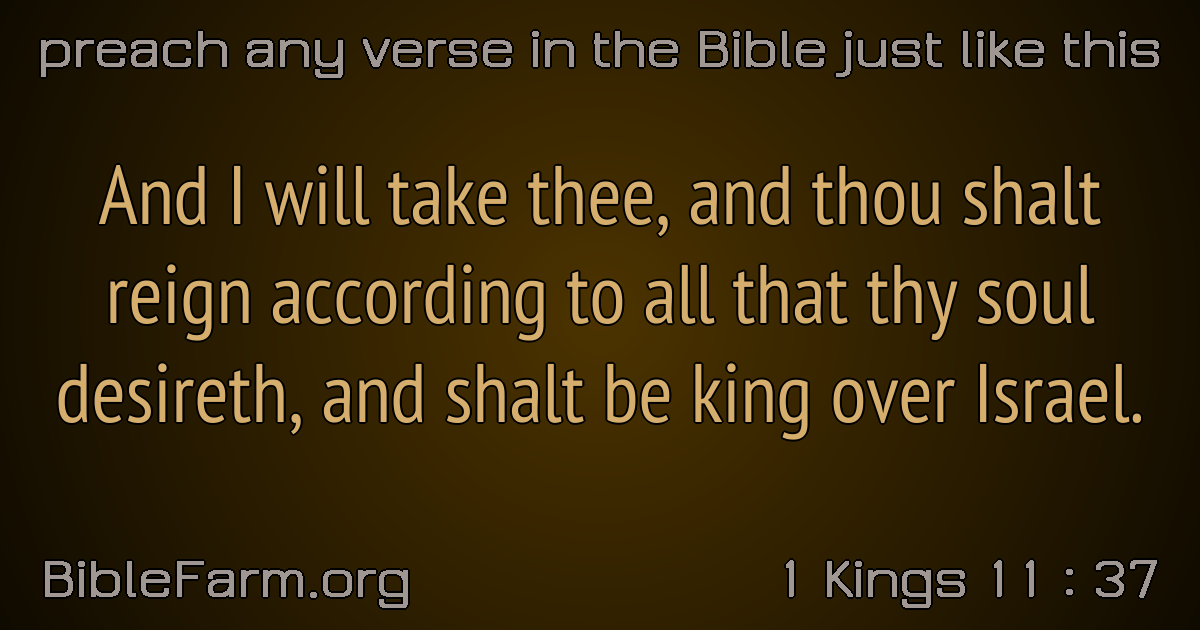 preach any verse in the Bible just like this
And I will take thee, and thou shalt
reign according to all that thy soul
desireth, and shalt be king over Israel.
BibleFarm.org
1 Kings 11 : 37